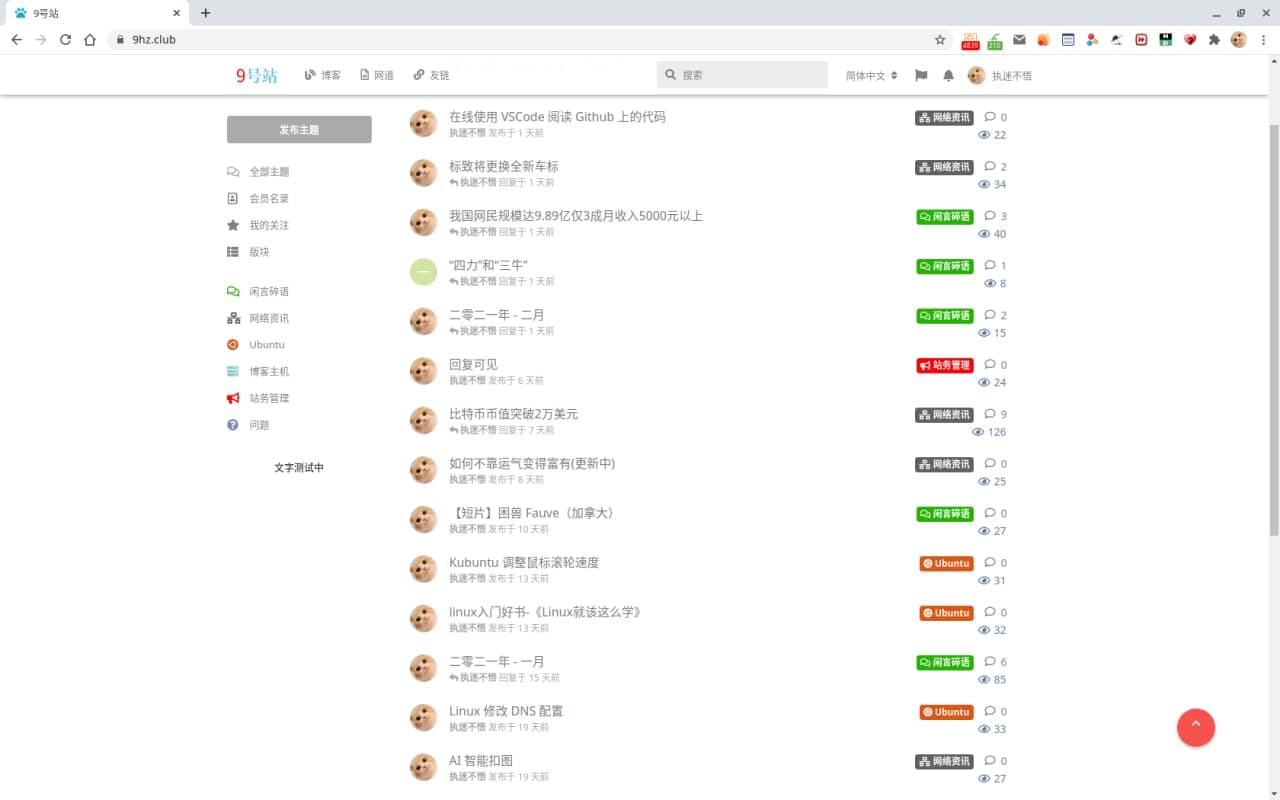 9号站
9hz.club
4839
210
9号站
博客
网道
友链
搜索
简体中文
执迷不悟
发布主题
全部主题
会员名录
我的关注
版块
闲言碎语
网络资讯
Ubuntu
博客主机
站务管理
问题
文字测试中
在线使用 VSCode 阅读 Github 上的代码
网络资讯 0
执迷不悟 发布于 1 天前
22
标致将更换全新车标
网络资讯 2
执迷不悟 回复于 1 天前
34
我国网民规模达9.89亿仅3成月收入5000元以上
闲言碎语 3
执迷不悟 回复于 1 天前
40
一
“四力”和“三牛”
闲言碎语 1
执迷不悟 回复于 1 天前
8
二零二一年 - 二月
闲言碎语 2
执迷不悟 回复于 1 天前
15
回复可见
站务管理 0
执迷不悟 发布于 6 天前
24
比特币币值突破2万美元
网络资讯 9
执迷不悟 回复于 7 天前
126
如何不靠运气变得富有(更新中)
网络资讯 0
执迷不悟 发布于 8 天前
25
【短片】困兽 Fauve（加拿大）
闲言碎语 0
执迷不悟 发布于 10 天前
27
Kubuntu 调整鼠标滚轮速度
Ubuntu 0
执迷不悟 发布于 13 天前
31
linux入门好书-《Linux就该这么学》
Ubuntu 0
执迷不悟 发布于 13 天前
32
二零二一年 - 一月
闲言碎语 6
执迷不悟 回复于 15 天前
85
Linux 修改 DNS 配置
Ubuntu 0
执迷不悟 发布于 19 天前
33
AI 智能扣图
网络资讯 0
执迷不悟 发布于 19 天前
27